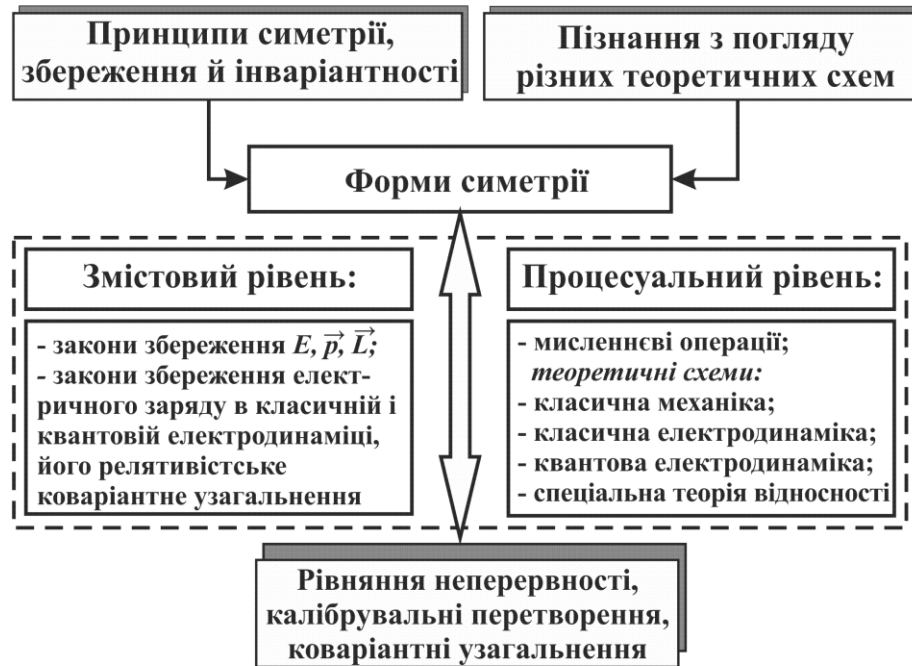 Принципи симетрії,
збереження й інваріантності
Пізнання з погляду
різних теоретичних схем
Форми симетрії
Змістовий рівень:
- закони збереження E, p⃗, L⃗;
- закони збереження елект-
ричного заряду в класичній і
квантовій електродинаміці,
його релятивістське
коваріантне узагальнення
Процесуальний рівень:
- мисленнєві операції;
теоретичні схеми:
- класична механіка;
- класична електродинаміка;
- квантова електродинаміка;
- спеціальна теорія відносності
Рівняння неперервності,
калібрувальні перетворення,
коваріантні узагальнення